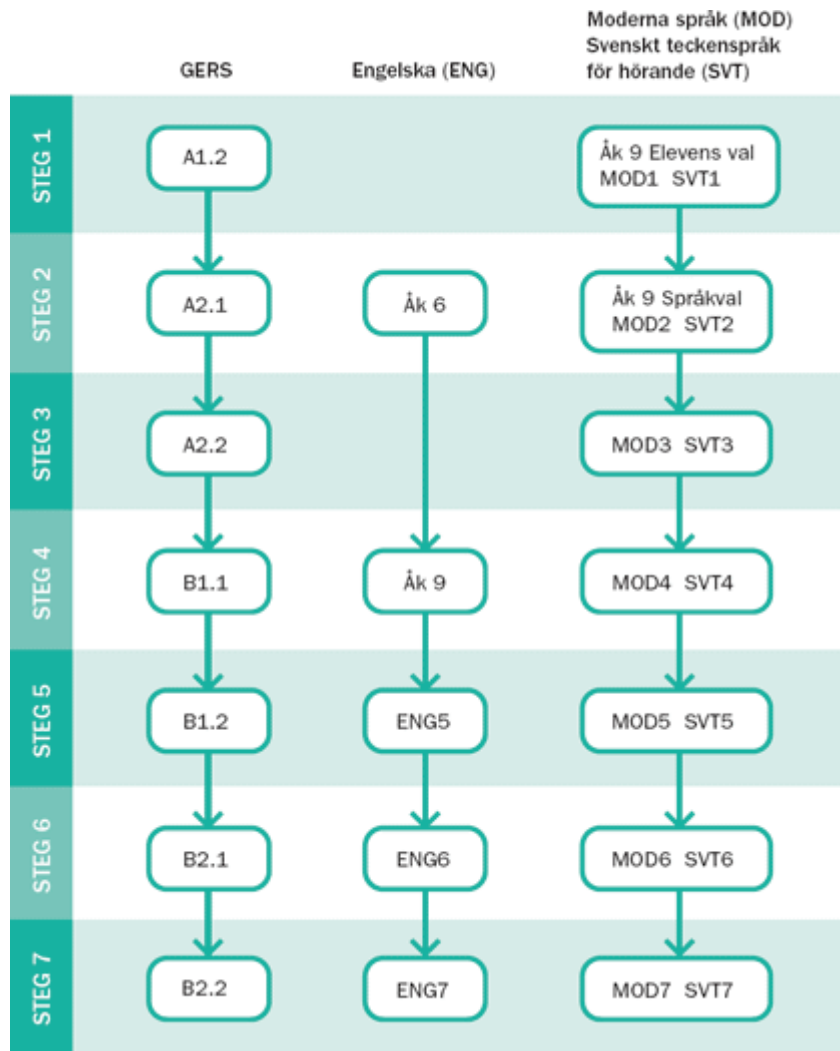 GERS
Engelska (ENG)
Moderna språk (MOD)
Svenskt teckenspråk
för hörande (SVT)
STEG 1
A1.2
Åk 9 Elevens val
MOD1 SVT1
STEG 2
A2.1
Åk 6
Åk 9 Språkval
MOD2 SVT2
STEG 3
A2.2
MOD3 SVT3
STEG 4
B1.1
Åk 9
MOD4 SVT4
STEG 5
B1.2
ENG5
MOD5 SVT5
STEG 6
B2.1
ENG6
MOD6 SVT6
STEG 7
B2.2
ENG7
MOD7 SVT7